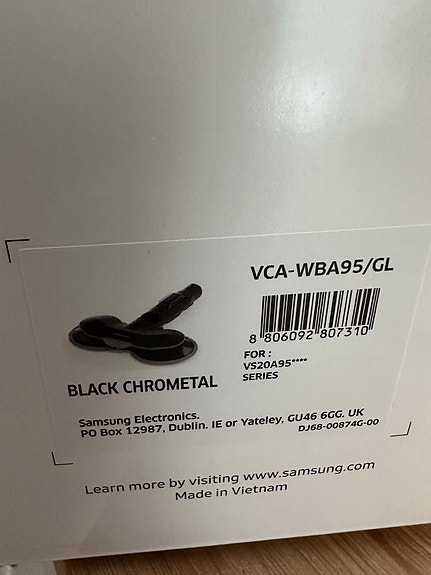 VCA-WBA95/GL
8 806092 807310
FOR :
VS20A95****
SERIES
BLACK CHROMETAL
Samsung Electronics.
PO Box 12987, Dublin. IE or Yateley, GU46 6GG. UK
DJ68-00874G-00
Learn more by visiting www.samsung.com
Made in Vietnam